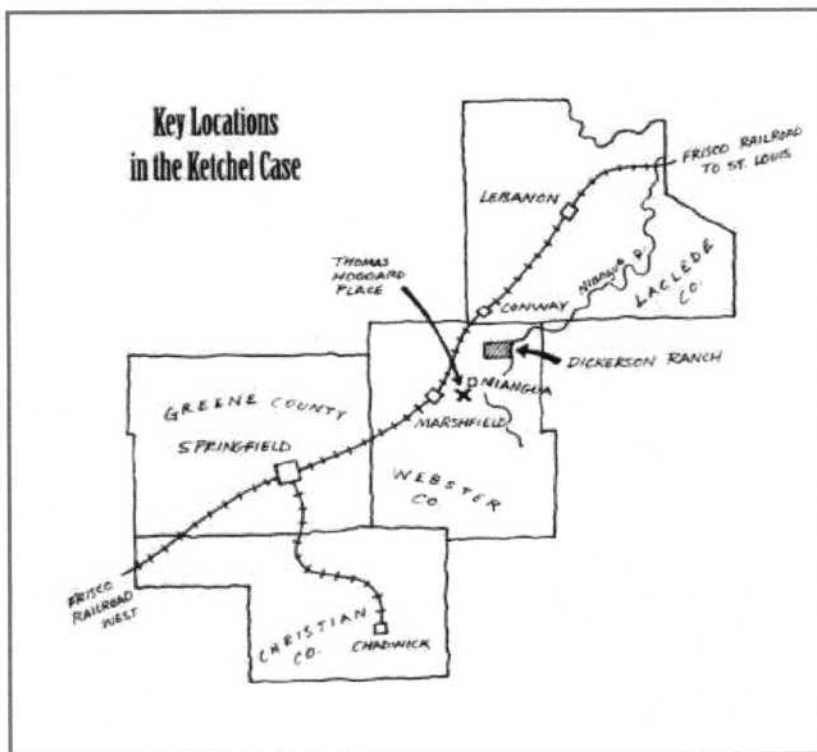 Key Locations
in the Ketchel Case
FRISCO RAILROAD
TO ST. LOUIS
LEBANON
THOMAS
HOGGARD
PLACE
NIANGUA R.
LACLEDE
CO.
CONWAY
DICKERSON RANCH
NIANGUA
GREENE COUNTY
MARSHFIELD
SPRINGFIELD
WEBSTER
CO
FRISCO
RAILROAD
WEST
CHRISTIAN
CO.
CHADWICK